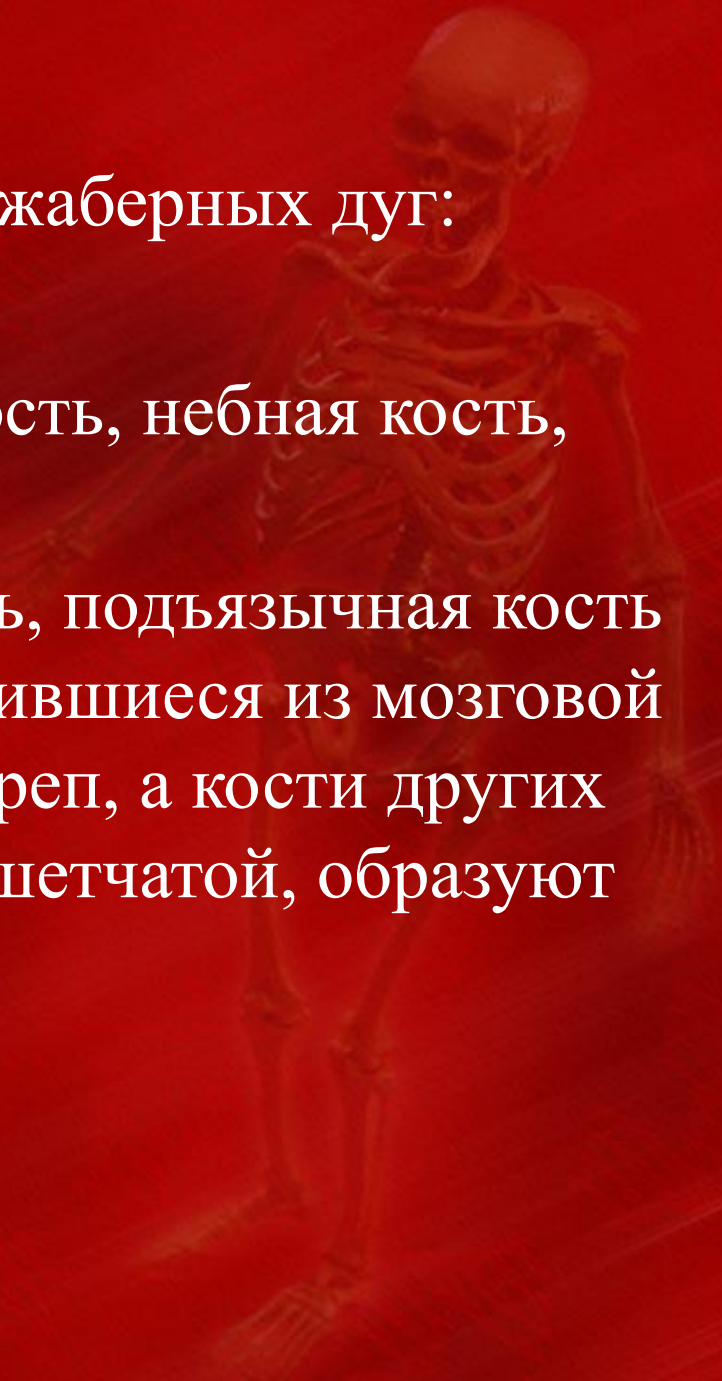 жаберных дуг:
ость, небная кость,
ь, подъязычная кость
ившиеся из мозговой
реп, а кости других
шетчатой, образуют